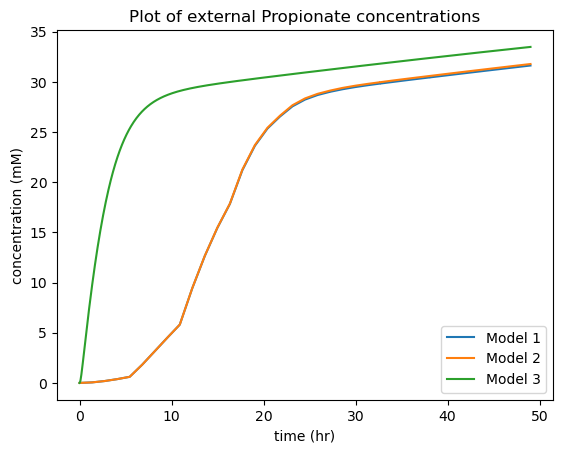 Plot of external Propionate concentrations
35
30
25
20
15
10
5
0
concentration (mM)
0
10
20
30
40
50
time (hr)
Model 1
Model 2
Model 3